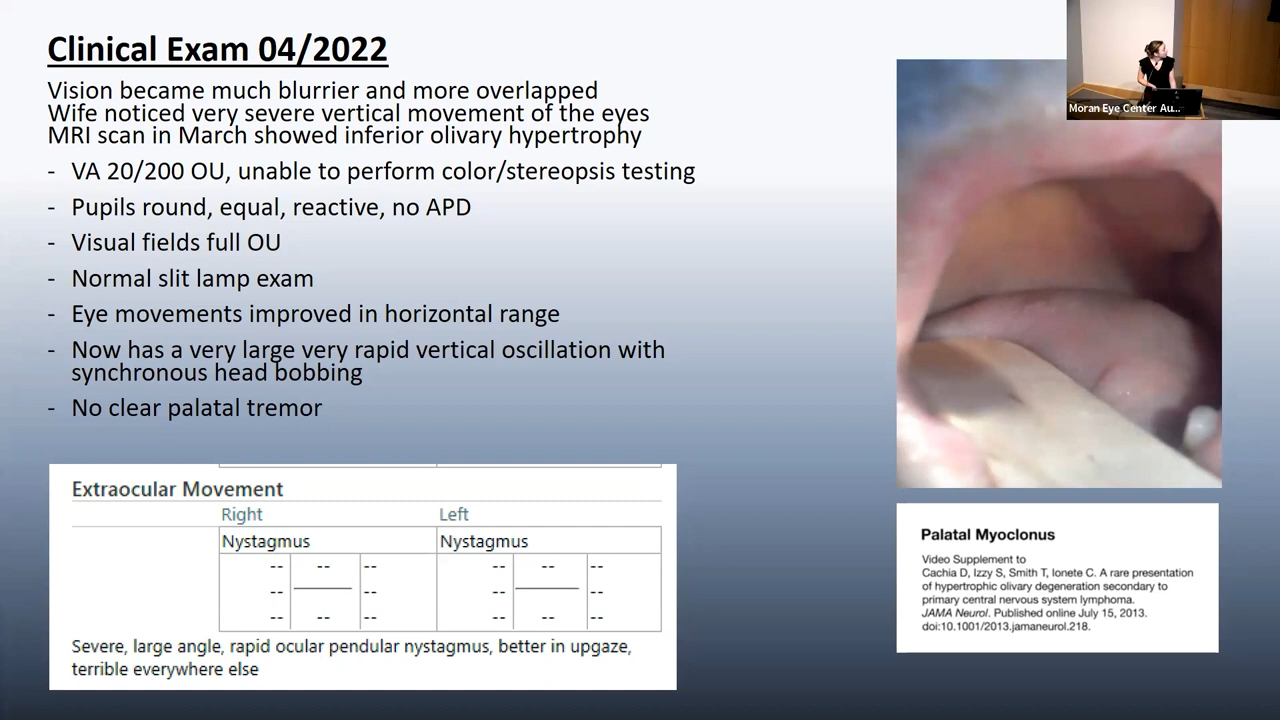 Clinical Exam 04/2022
Vision became much blurrier and more overlapped
Wife noticed very severe vertical movement of the eyes
MRI scan in March showed inferior olivary hypertrophy
- VA 20/200 OU, unable to perform color/stereopsis testing
- Pupils round, equal, reactive, no APD
- Visual fields full OU
- Normal slit lamp exam
- Eye movements improved in horizontal range
- Now has a very large very rapid vertical oscillation with
synchronous head bobbing
- No clear palatal tremor
Extraocular Movement
Right Left
Nystagmus Nystagmus
-- -- -- -- -- --
-- -- -- --
-- -- -- -- -- --
Severe, large angle, rapid ocular pendular nystagmus, better in upgaze,
terrible everywhere else
Moran Eye Center Au...
Palatal Myoclonus
Video Supplement to
Cachia D, Izzy S, Smith T, Ionete C. A rare presentation
of hypertrophic olivary degeneration secondary to
primary central nervous system lymphoma.
JAMA Neurol. Published online July 15, 2013.
doi:10.1001/2013.jamaneurol.218.